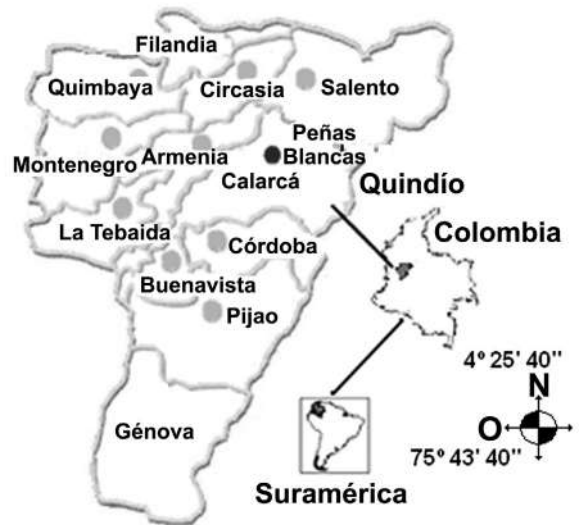 Filandia
Quimbaya
Circasia
Salento
Peñas
Blancas
Montenegro
Armenia
Calarcá
Quindío
La Tebaida
Córdoba
Colombia
Buenavista
Pijao
4º 25' 40"
N
O
75º 43' 40"
Génova
Suramérica